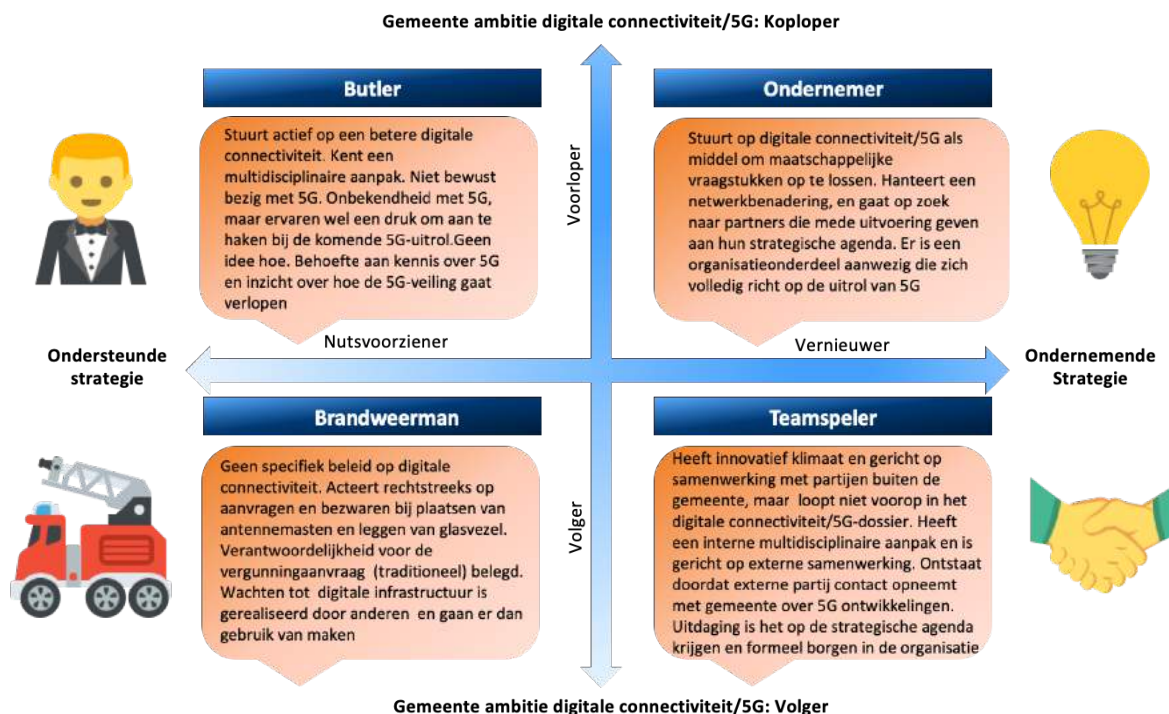 Gemeente ambitie digitale connectiviteit/5G: Koploper
Butler
Stuurt actief op een betere digitale
connectiviteit. Kent een
multidisciplinaire aanpak. Niet bewust
bezig met 5G. Onbekendheid met 5G,
maar ervaren wel een druk om aan te
haken bij de komende 5G-uitrol.Geen
idee hoe. Behoefte aan kennis over 5G
en inzicht over hoe de 5G-veiling gaat
verlopen
Voorloper
Ondernemer
Stuurt op digitale connectiviteit/5G als
middel om maatschappelijke
vraagstukken op te lossen. Hanteert een
netwerkbenadering, en gaat op zoek
naar partners die mede uitvoering geven
aan hun strategische agenda. Er is een
organisatieonderdeel aanwezig die zich
volledig richt op de uitrol van 5G
Nutsvoorziener
Vernieuwer
Ondersteunde
strategie
Ondernemende
Strategie
Brandweerman
Geen specifiek beleid op digitale
connectiviteit. Acteert rechtstreeks op
aanvragen en bezwaren bij plaatsen van
antennemasten en leggen van glasvezel.
Verantwoordelijkheid voor de
vergunningaanvraag (traditioneel) belegd.
Wachten tot digitale infrastructuur is
gerealiseerd door anderen en gaan er dan
gebruik van maken
Volger
Teamspeler
Heeft innovatief klimaat en gericht op
samenwerking met partijen buiten de
gemeente, maar loopt niet voorop in het
digitale connectiviteit/5G-dossier. Heeft
een interne multidisciplinaire aanpak en is
gericht op externe samenwerking. Ontstaat
doordat externe partij contact opneemt
met gemeente over 5G ontwikkelingen.
Uitdaging is het op de strategische agenda
krijgen en formeel borgen in de organisatie
Gemeente ambitie digitale connectiviteit/5G: Volger